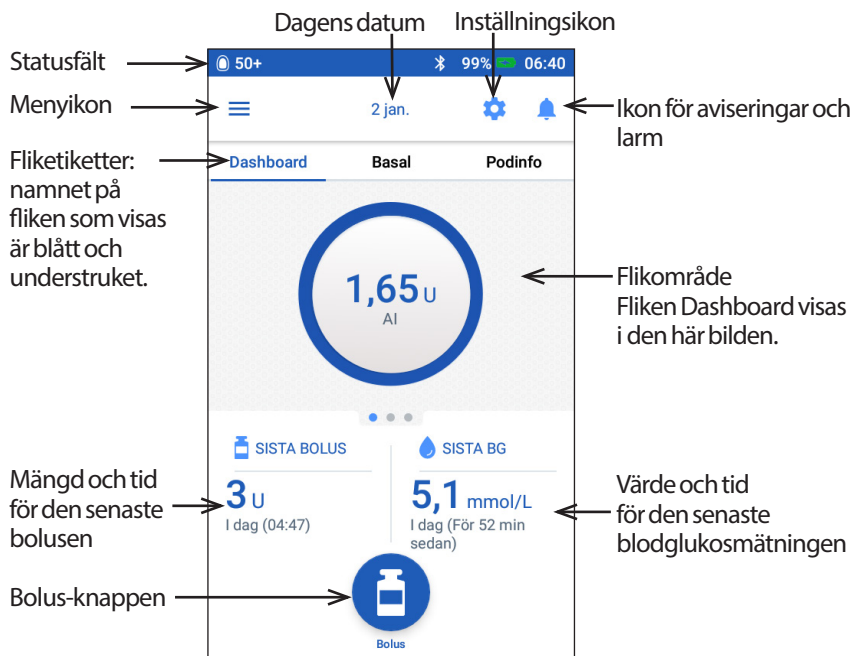 Dagens datum
Inställningsikon
Statusfält
50+
99%
06:40
Menyikon
2 jan.
Ikon för aviseringar och
larm
Fliketiketter:
namnet på
fliken som visas
är blått och
understruket.
Dashboard
Basal
Podinfo
1,65 U
AI
Flikområde
Fliken Dashboard visas
i den här bilden.
SISTA BOLUS
SISTA BG
Mängd och tid
för den senaste
bolusen
3 U
I dag (04:47)
5,1 mmol/L
I dag (För 52 min
sedan)
Värde och tid
för den senaste
blodglukosmätningen
Bolus-knappen
Bolus